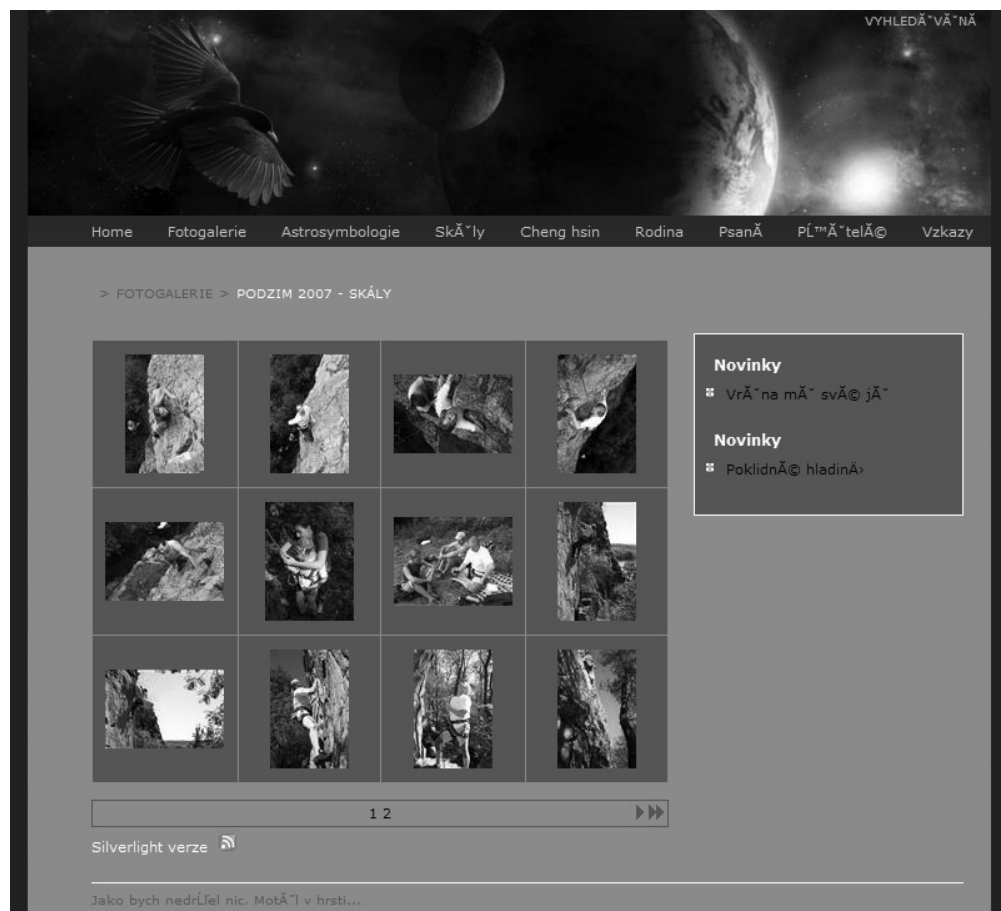 VYHLEDĂˇVĂˇNĂ
Home Fotogalerie Astrosymbologie SkĂˇly Cheng hsin Rodina PsanĂ PĹ™ĂˇtelĂ© Vzkazy
> FOTOGALERIE > PODZIM 2007 - SKÁLY
Novinky
VrĂˇna mĂˇ svĂ© jĂˇ
Novinky
PoklidnĂ© hladinÄ›
1 2
Silverlight verze
Jako bych nedrĹľel nic. MotĂ˝l v hrsti...